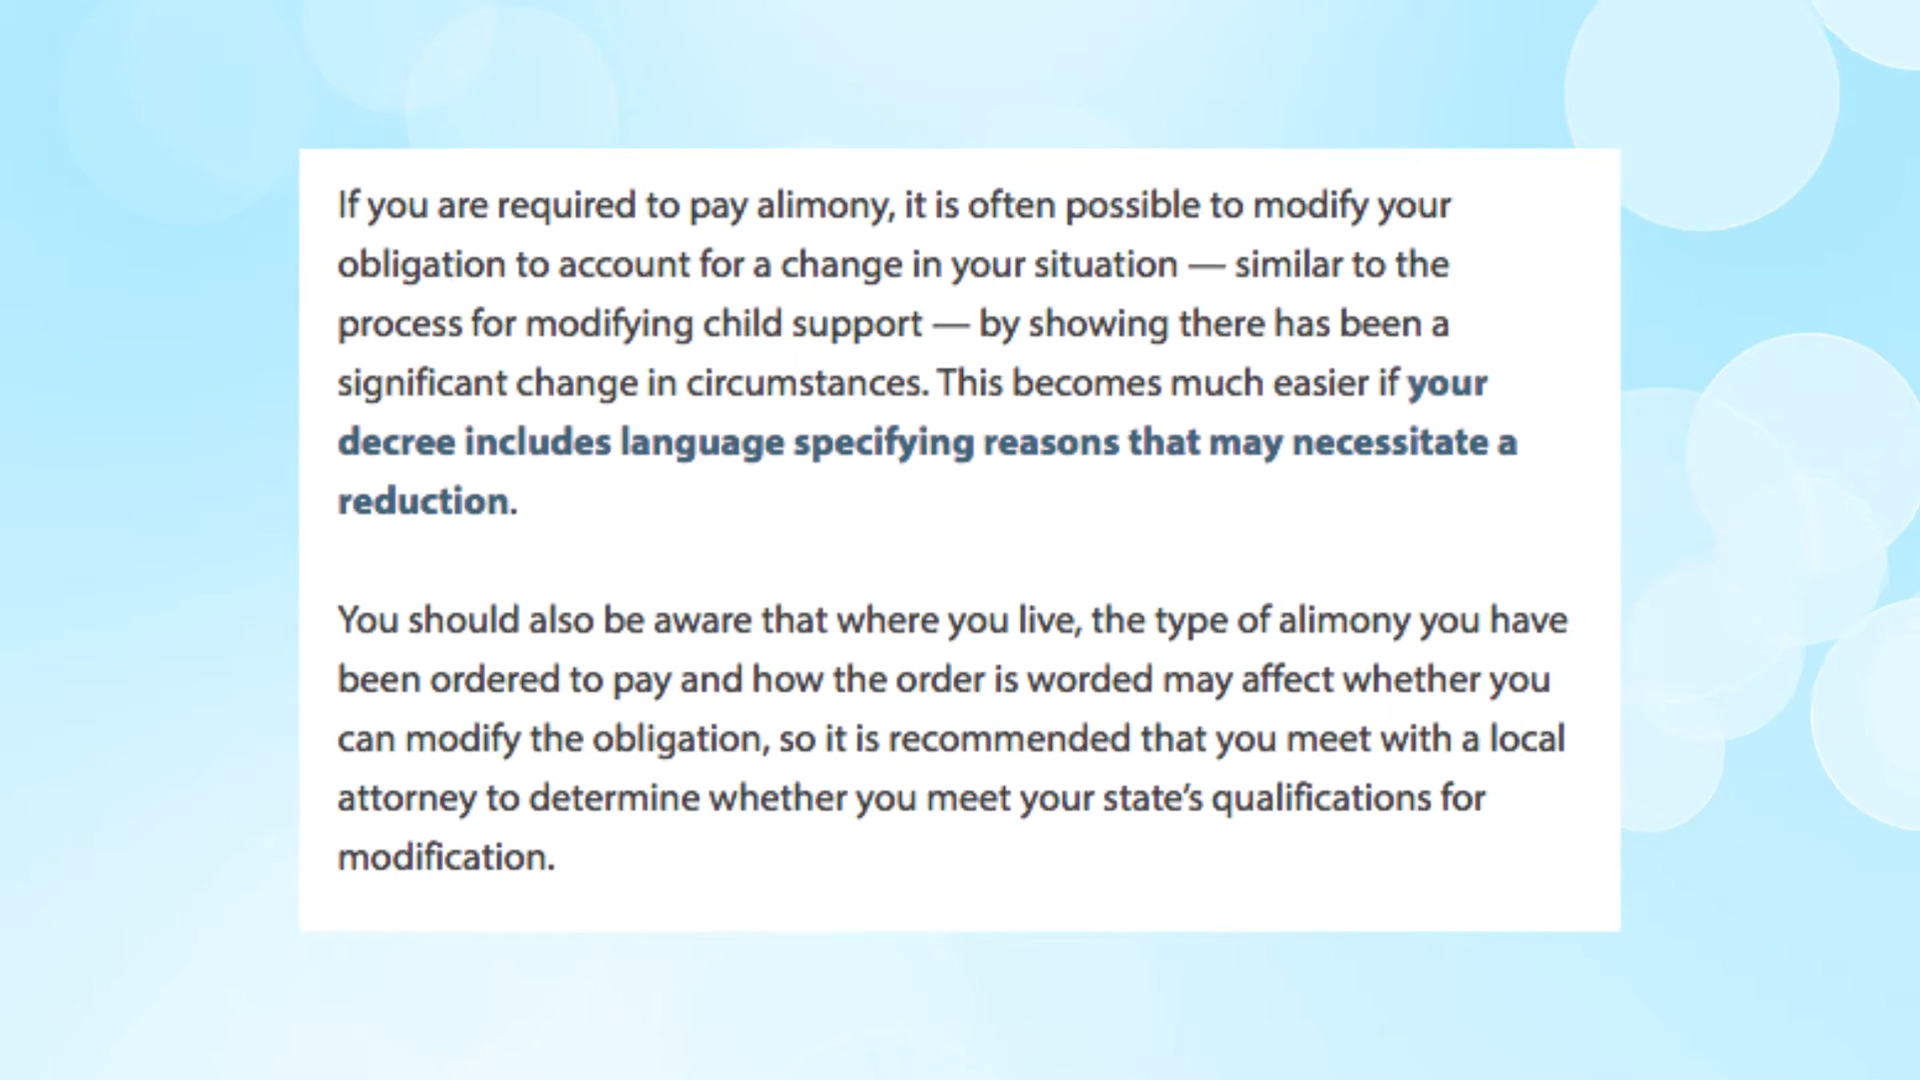 If you are required to pay alimony, it is often possible to modify your
obligation to account for a change in your situation — similar to the
process for modifying child support — by showing there has been a
significant change in circumstances. This becomes much easier if your
decree includes language specifying reasons that may necessitate a
reduction.
You should also be aware that where you live, the type of alimony you have
been ordered to pay and how the order is worded may affect whether you
can modify the obligation, so it is recommended that you meet with a local
attorney to determine whether you meet your state’s qualifications for
modification.